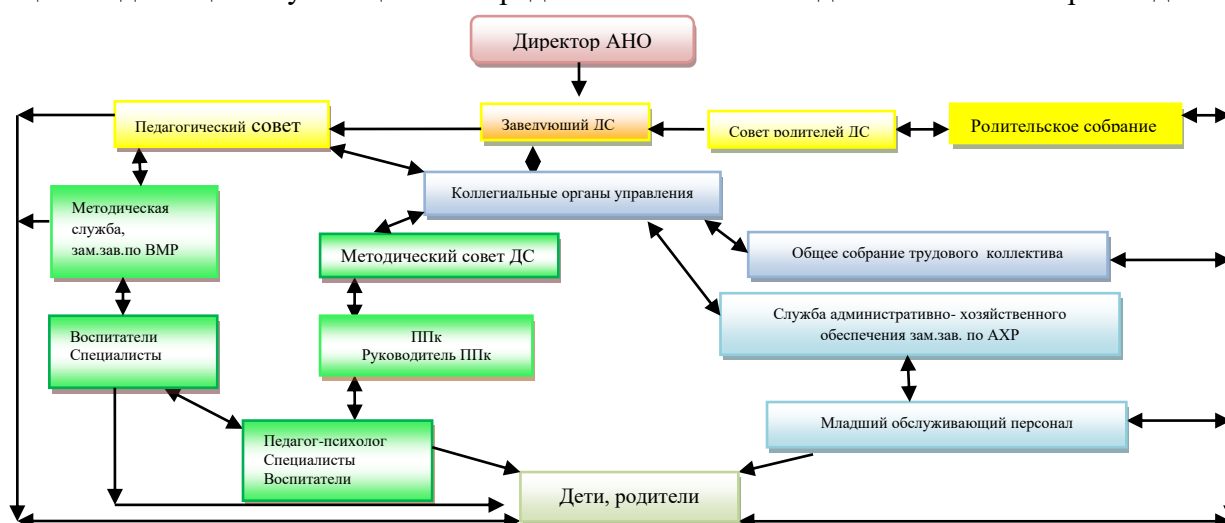 Директор АНО
Педагогический совет
Заведующий ДС
Совет родителей ДС
Родительское собрание
Коллегиальные органы управления
Методическая
служба,
зам.зав.по ВМР
Методический совет ДС
Общее собрание трудового коллектива
Служба административно- хозяйственного
обеспечения зам.зав. по АХР
Воспитатели
Специалисты
ППк
Руководитель ППк
Младший обслуживающий персонал
Педагог-психолог
Специалисты
Воспитатели
Дети, родители